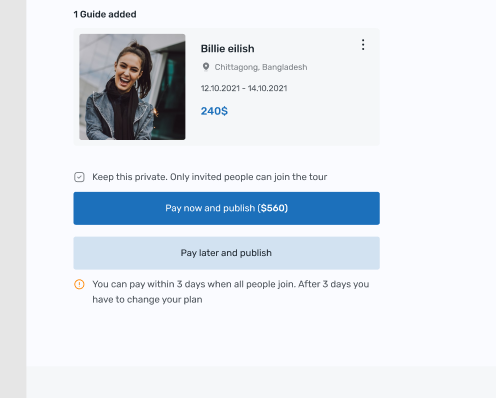 1 Guide added
Billie eilish
Chittagong, Bangladesh
12.10.2021 - 14.10.2021
240$
Keep this private. Only invited people can join the tour
Pay now and publish ($560)
Pay later and publish
You can pay within 3 days when all people join. After 3 days you
have to change your plan